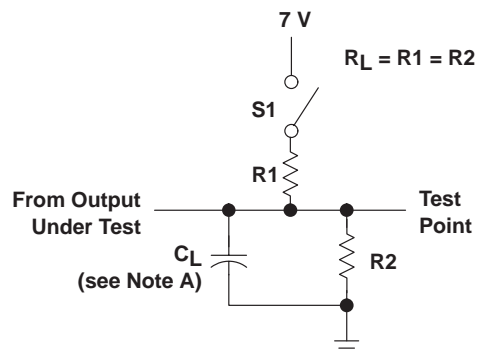 7 V
R_L = R1 = R2
S1
R1
From Output
Under Test
Test
Point
C_L
(see Note A)
R2